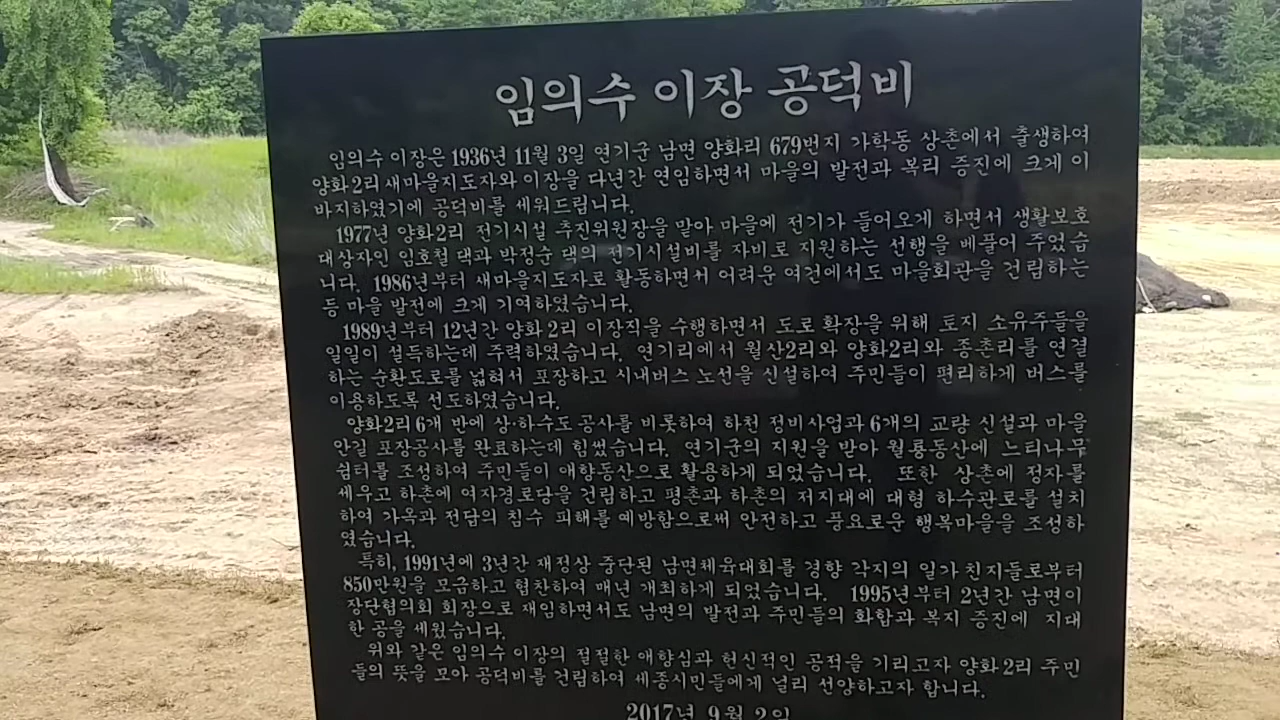 임의수 이장 공덕비
임의수 이장은 1936년 11월 3일 연기군 남면 양화리 679번지 가학동 상촌에서 출생하여
양화2리 새마을지도자와 이장을 다년간 연임하면서 마을의 발전과 복리 증진에 크게 이
바지하였기에 공덕비를 세워드립니다.
1977년 양화2리 전기시설 추진위원장을 맡아 마을에 전기가 들어오게 하면서 생활보호
대상자인 임호철 댁과 박정순 댁의 전기시설비를 자비로 지원하는 선행을 베풀어 주었습
니다. 1986년부터 새마을지도자로 활동하면서 어려운 여건에서도 마을회관을 건립하는
등 마을 발전에 크게 기여하였습니다.
1989년부터 12년간 양화2리 이장직을 수행하면서 도로 확장을 위해 토지 소유주들을
일일이 설득하는데 주력하였습니다. 연기리에서 월산2리와 양화2리와 종촌리를 연결
하는 순환도로를 넓혀서 포장하고 시내버스 노선을 신설하여 주민들이 편리하게 버스를
이용하도록 선도하였습니다.
양화2리 6개 반에 상·하수도 공사를 비롯하여 하천 정비사업과 6개의 교량 신설과 마을
안길 포장공사를 완료하는데 힘썼습니다. 연기군의 지원을 받아 월룡동산에 느티나무
쉼터를 조성하여 주민들이 애향동산으로 활용하게 되었습니다. 또한 상촌에 정자를
세우고 하촌에 여자경로당을 건립하고 평촌과 하촌의 저지대에 대형 하수관로를 설치
하여 가옥과 전답의 침수 피해를 예방함으로써 안전하고 풍요로운 행복마을을 조성하
였습니다.
특히, 1991년에 3년간 재정상 중단된 남면체육대회를 경향 각지의 일가 친지들로부터
850만원을 모금하고 협찬하여 매년 개최하게 되었습니다. 1995년부터 2년간 남면이
장단협의회 회장으로 재임하면서도 남면의 발전과 주민들의 화합과 복지 증진에 지대
한 공을 세웠습니다.
위와 같은 임의수 이장의 절절한 애향심과 헌신적인 공적을 기리고자 양화2리 주민
들의 뜻을 모아 공덕비를 건립하여 세종시민들에게 널리 선양하고자 합니다.
2017년 9월 2일